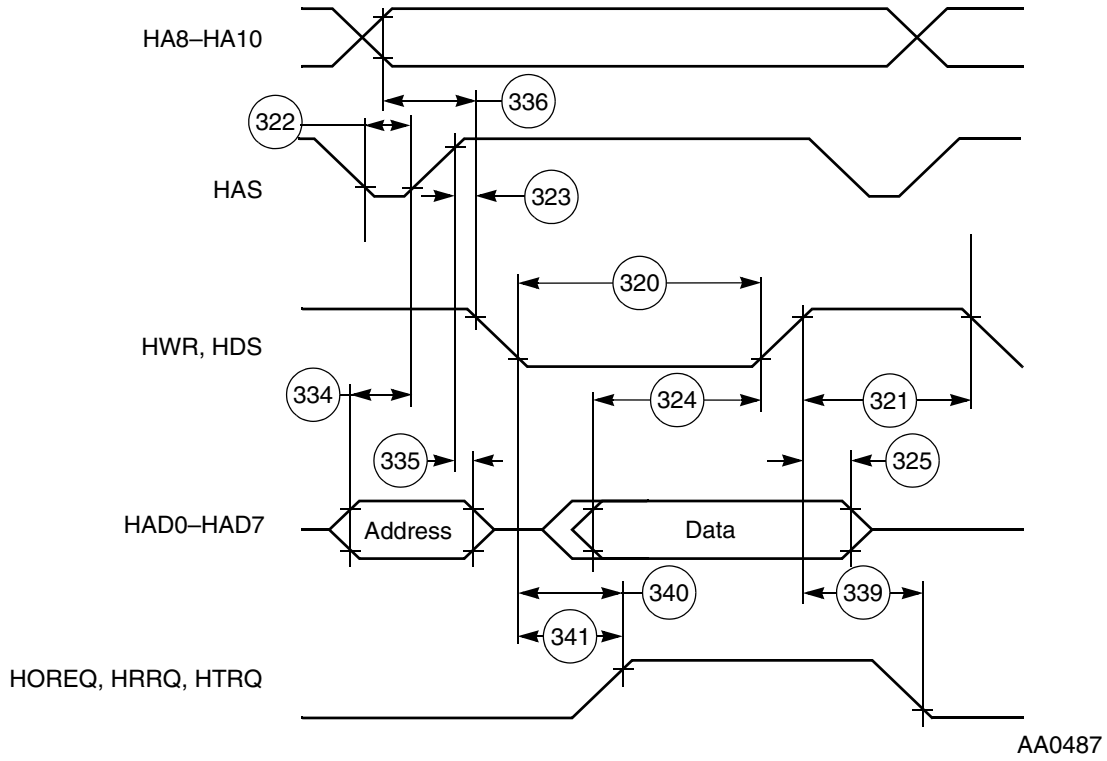 HA8–HA10
336
322
HAS
323
320
HWR, HDS
334
324
321
335
325
HAD0–HAD7
Address
Data
340
339
341
HOREQ, HRRQ, HTRQ
AA0487